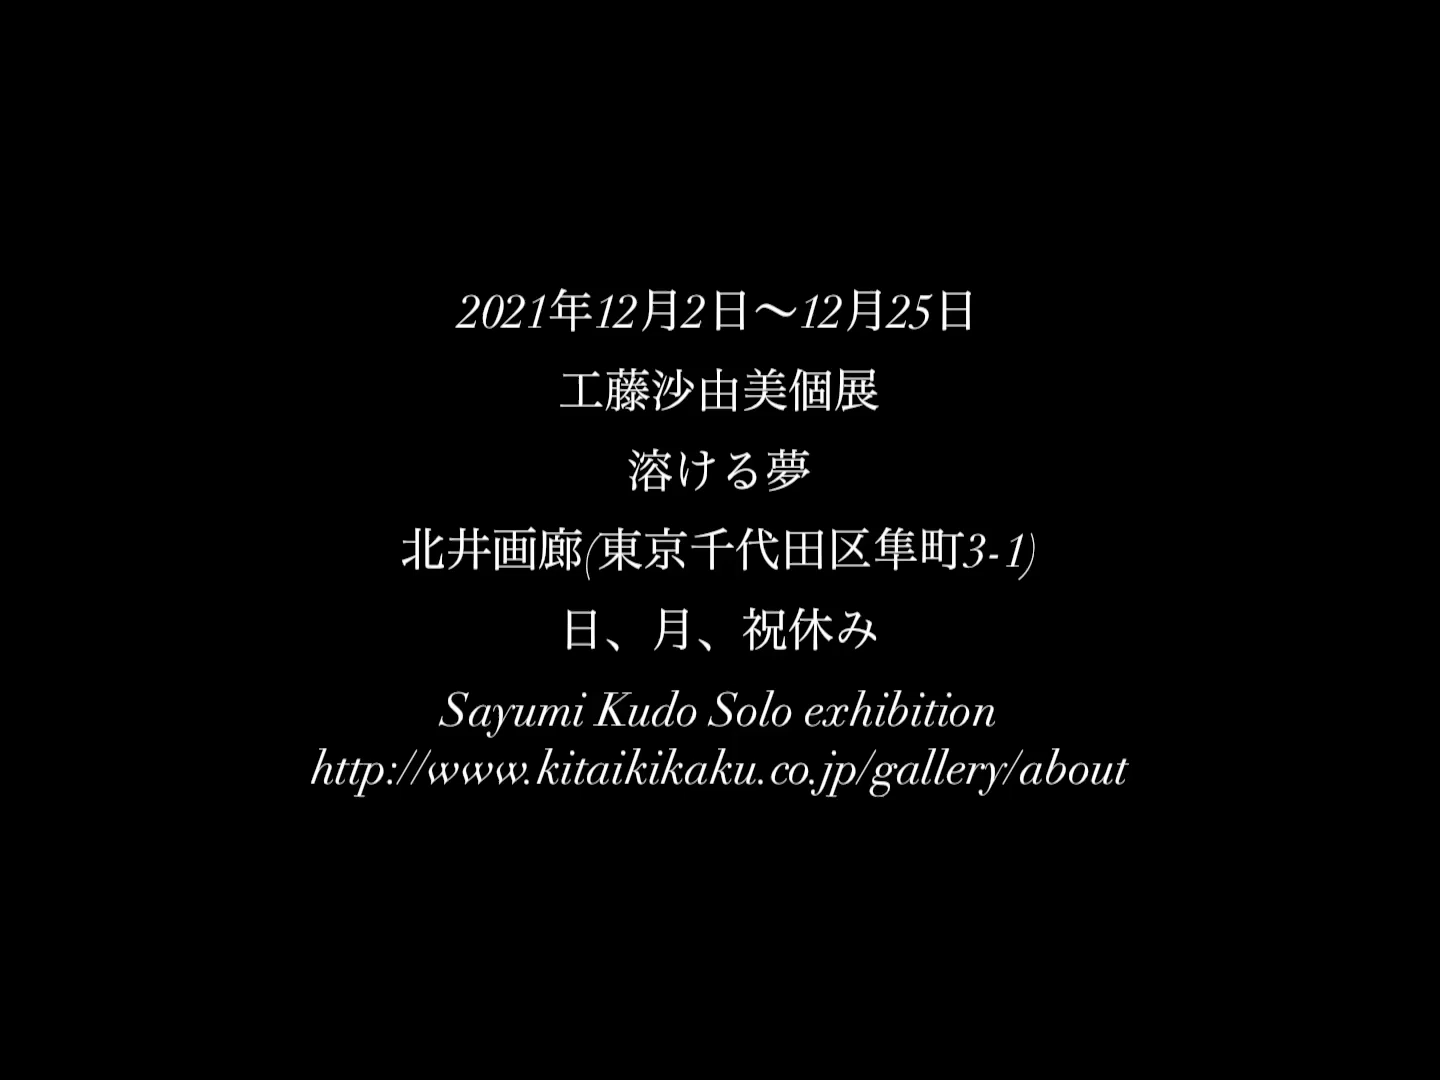 2021年12月2日〜12月25日
工藤沙由美個展
溶ける夢
北井画廊(東京千代田区隼町3-1)
日、月、祝休み
Sayumi Kudo Solo exhibition
http://www.kitaikikaku.co.jp/gallery/about